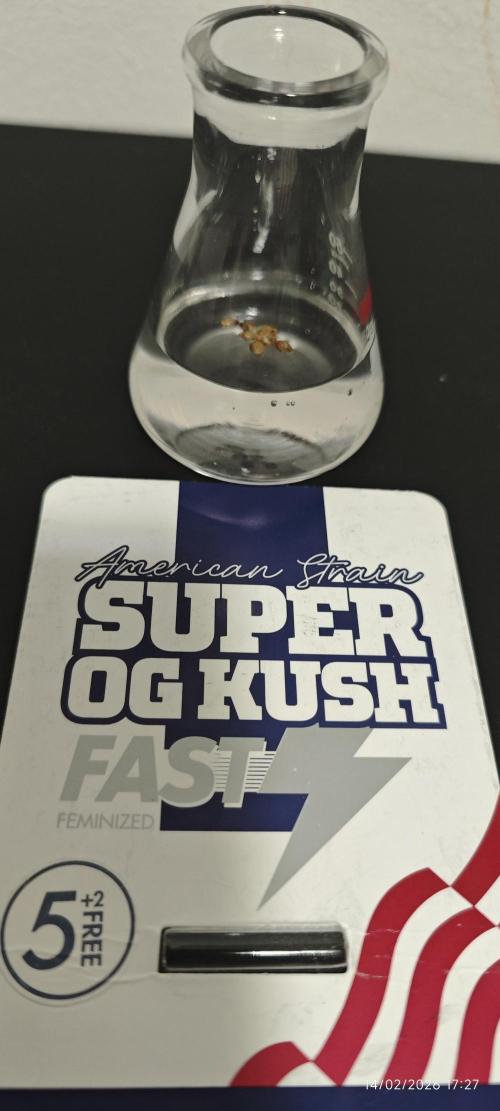 American Strain
SUPER
OG KUSH
FAST
FEMINIZED
5 +2 FREE
14/02/2026 17:27